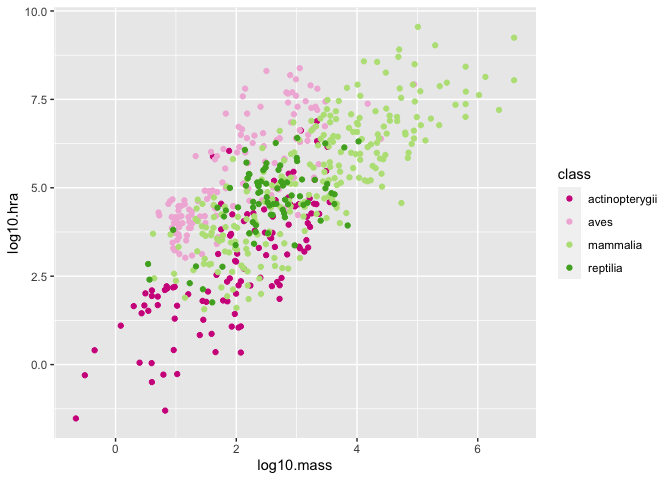 10.0
7.5
5.0
2.5
0.0
log10.hra
0 2 4 6
log10.mass
class
actinopterygii
aves
mammalia
reptilia